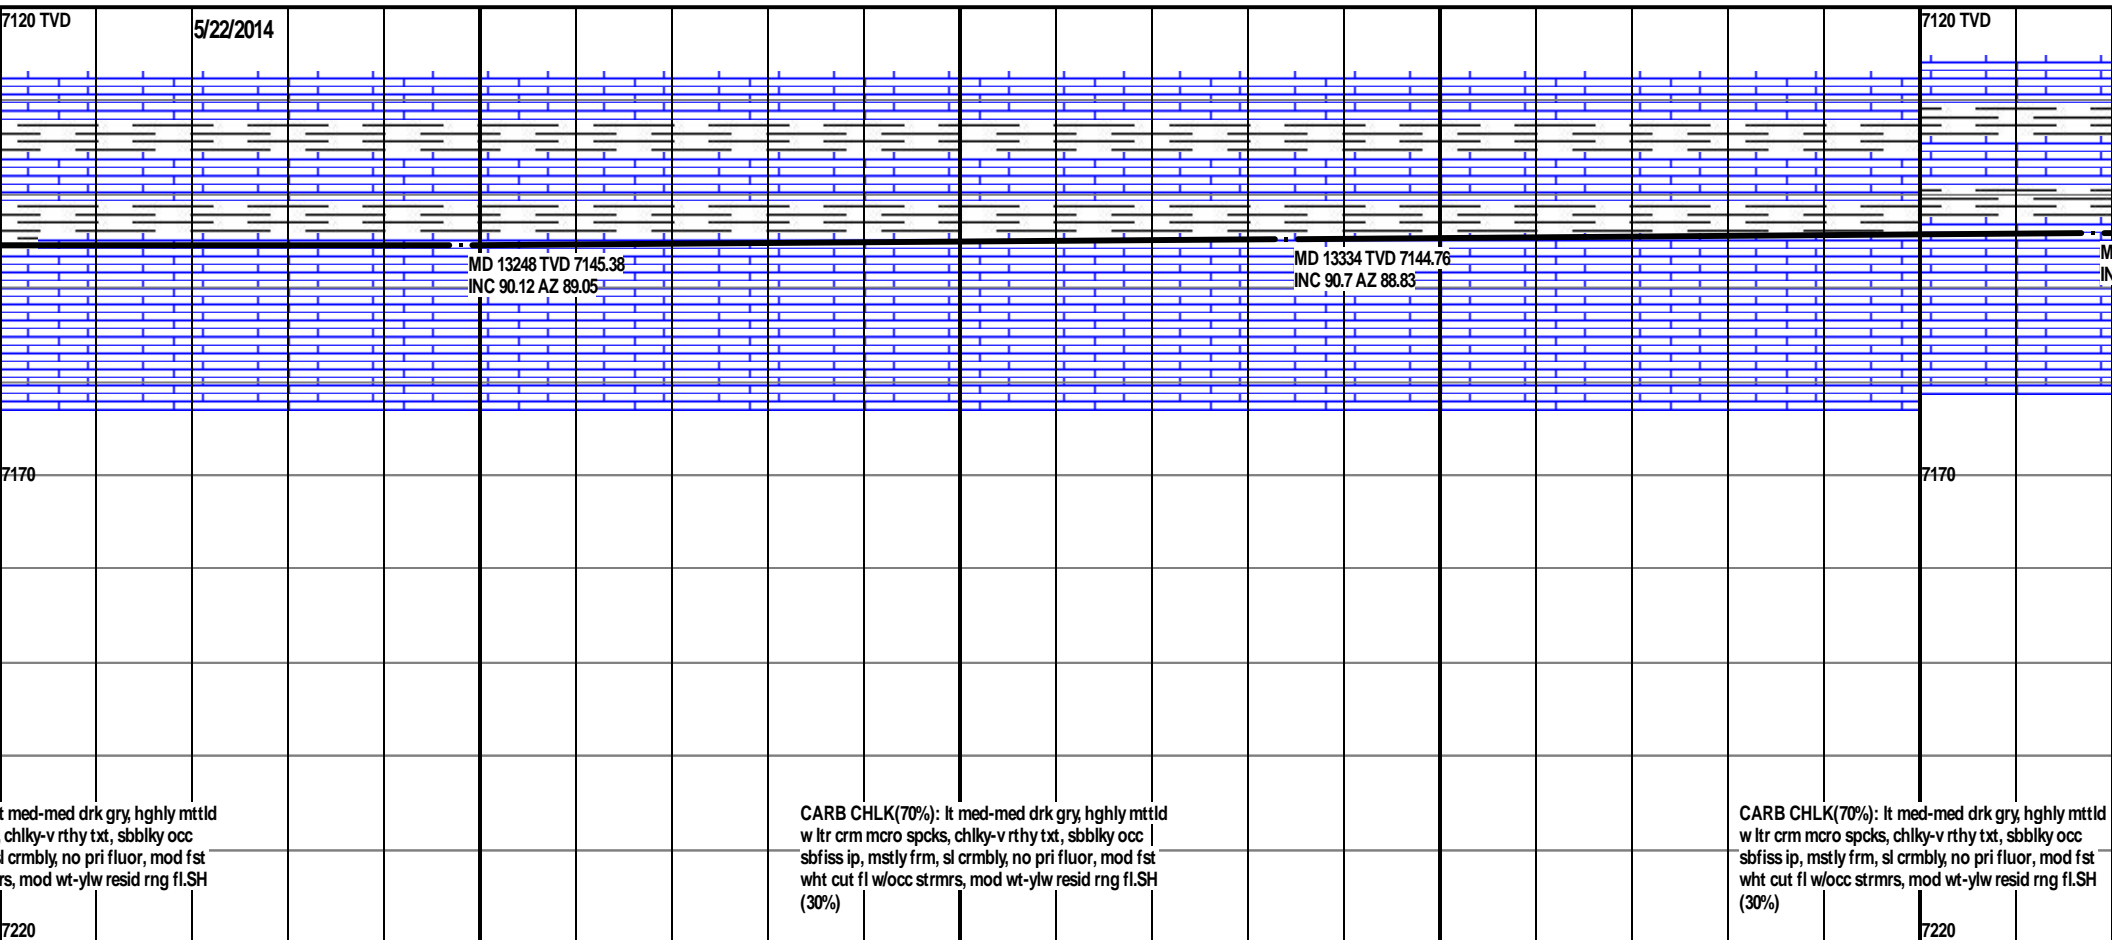 7120 TVD
5/22/2014
7120 TVD
MD 13248 TVD 7145.38
INC 90.12 AZ 89.05
MD 13334 TVD 7144.76
INC 90.7 AZ 88.83
M
IN
7170
7170
t med-med drk gry, hghly mttld
, chlky-v rthy txt, sbblky occ
l crmbly, no pri fluor, mod fst
rs, mod wt-ylw resid rng fl.SH
CARB CHLK(70%): lt med-med drk gry, hghly mttld
w ltr crm mcro spcks, chlky-v rthy txt, sbblky occ
sbfiss ip, mstly frm, sl crmbly, no pri fluor, mod fst
wht cut fl w/occ strmrs, mod wt-ylw resid rng fl.SH
(30%)
CARB CHLK(70%): lt med-med drk gry, hghly mttld
w ltr crm mcro spcks, chlky-v rthy txt, sbblky occ
sbfiss ip, mstly frm, sl crmbly, no pri fluor, mod fst
wht cut fl w/occ strmrs, mod wt-ylw resid rng fl.SH
(30%)
7220
7220